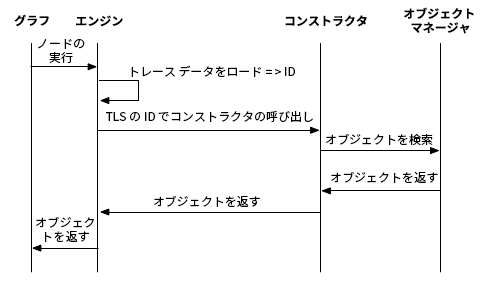 グラフ
エンジン
コンストラクタ
オブジェクト
マネージャ
ノードの
実行
トレース データをロード => ID
TLS の ID でコンストラクタの呼び出し
オブジェクトを検索
オブジェクトを返す
オブジェクトを返す
オブジェク
トを返す